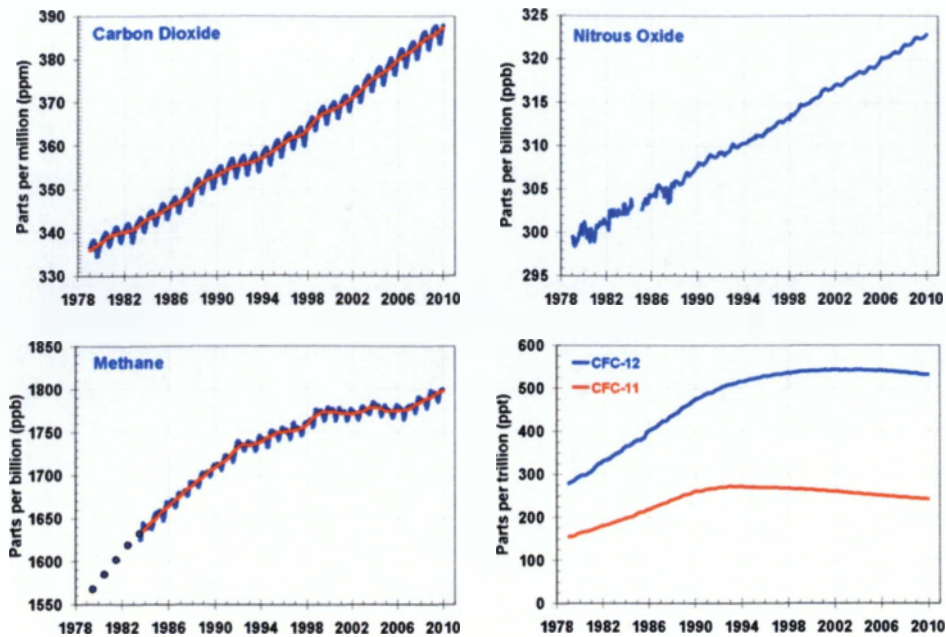 Carbon Dioxide
Parts per million (ppm)
390
380
370
360
350
340
330
1978 1982 1986 1990 1994 1998 2002 2006 2010
Nitrous Oxide
Parts per billion (ppb)
325
320
315
310
305
300
295
1978 1982 1986 1990 1994 1998 2002 2006 2010
Methane
Parts per billion (ppb)
1850
1800
1750
1700
1650
1600
1550
1978 1982 1986 1990 1994 1998 2002 2006 2010
CFC-12
CFC-11
Parts per trillion (ppt)
600
500
400
300
200
100
0
1978 1982 1986 1990 1994 1998 2002 2006 2010